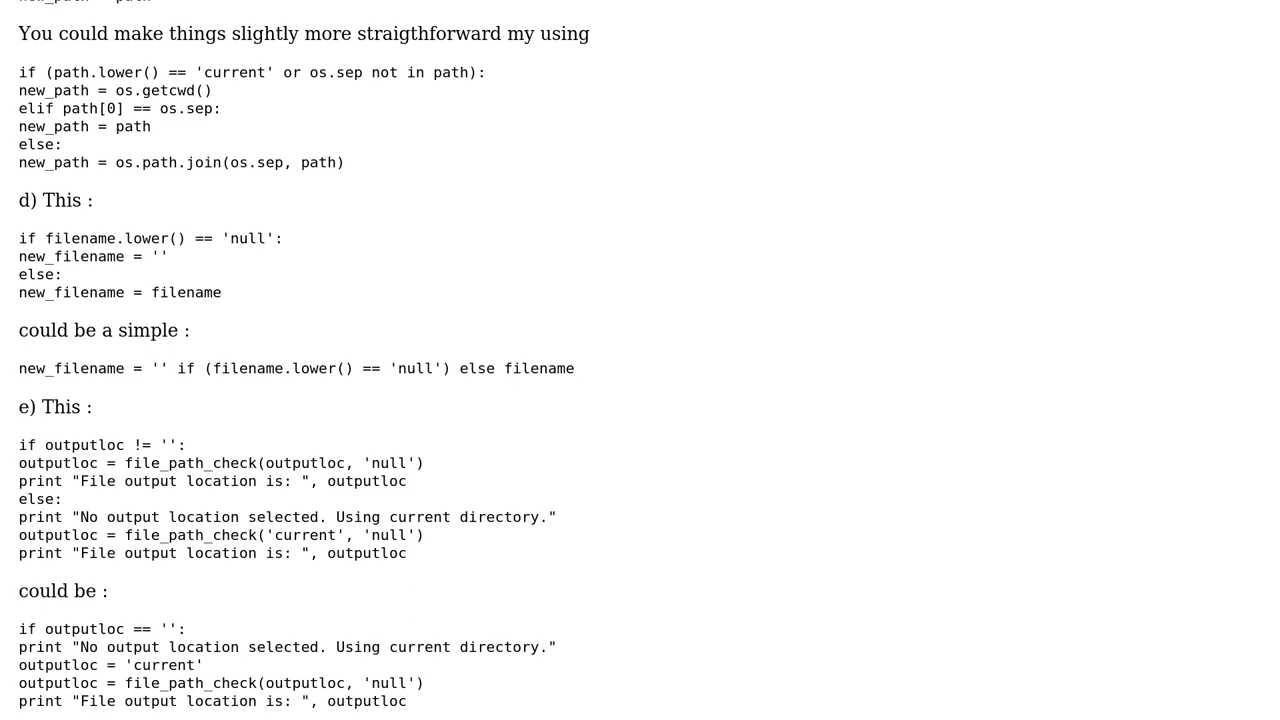 new_path = path
You could make things slightly more straigthforward my using
if (path.lower() == 'current' or os.sep not in path):
new_path = os.getcwd()
elif path[0] == os.sep:
new_path = path
else:
new_path = os.path.join(os.sep, path)
d) This :
if filename.lower() == 'null':
new_filename = ''
else:
new_filename = filename
could be a simple :
new_filename = '' if (filename.lower() == 'null') else filename
e) This :
if outputloc != '':
outputloc = file_path_check(outputloc, 'null')
print "File output location is: ", outputloc
else:
print "No output location selected. Using current directory."
outputloc = file_path_check('current', 'null')
print "File output location is: ", outputloc
could be :
if outputloc == '':
print "No output location selected. Using current directory."
outputloc = 'current'
outputloc = file_path_check(outputloc, 'null')
print "File output location is: ", outputloc